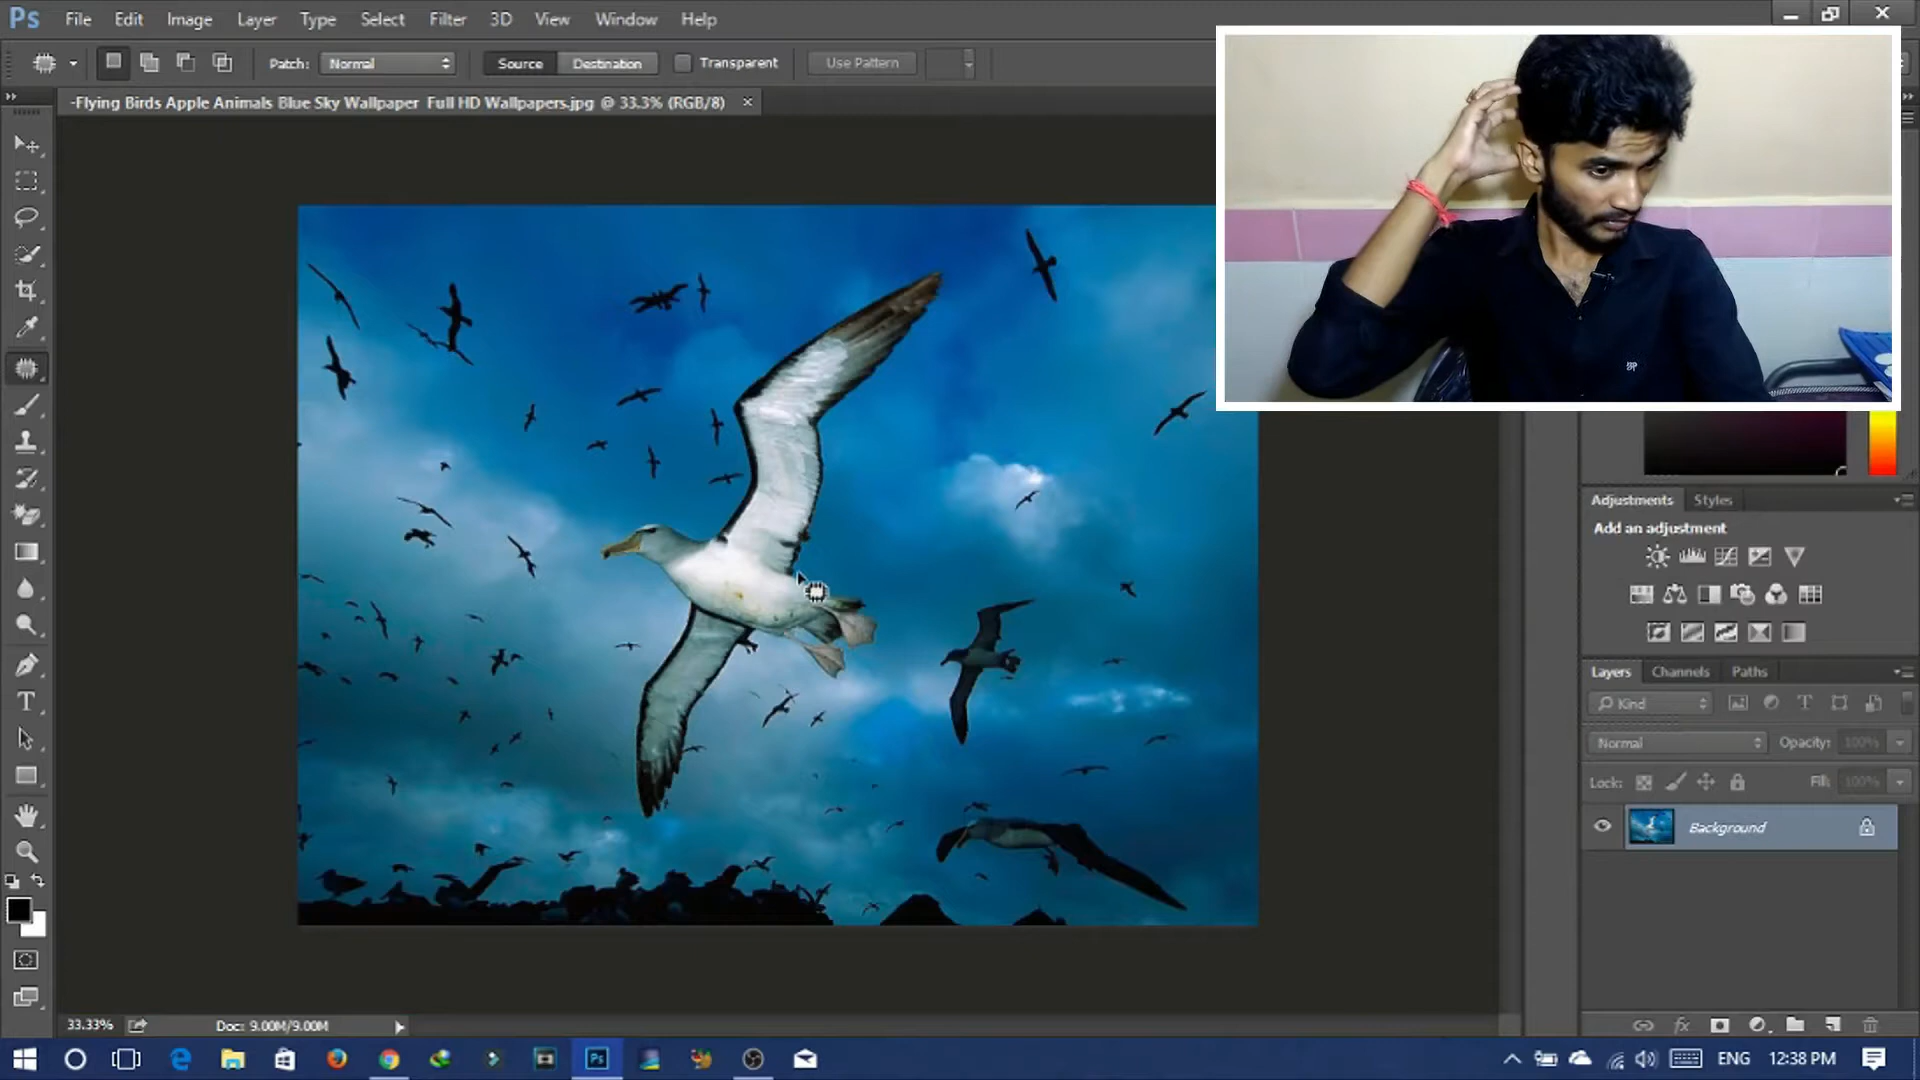 Ps File Edit Image Layer Type Select Filter 3D View Window Help
Patch: Normal Source Destination Transparent Use Pattern
-Flying Birds Apple Animals Blue Sky Wallpaper Full HD Wallpapers.jpg @ 33.3% (RGB/8)
Adjustments Styles
Add an adjustment
Layers Channels Paths
Kind
Normal Opacity: 100%
Lock: Fill: 100%
Background
33.33% Doc: 9.00M/9.00M
Ps ENG 12:38 PM